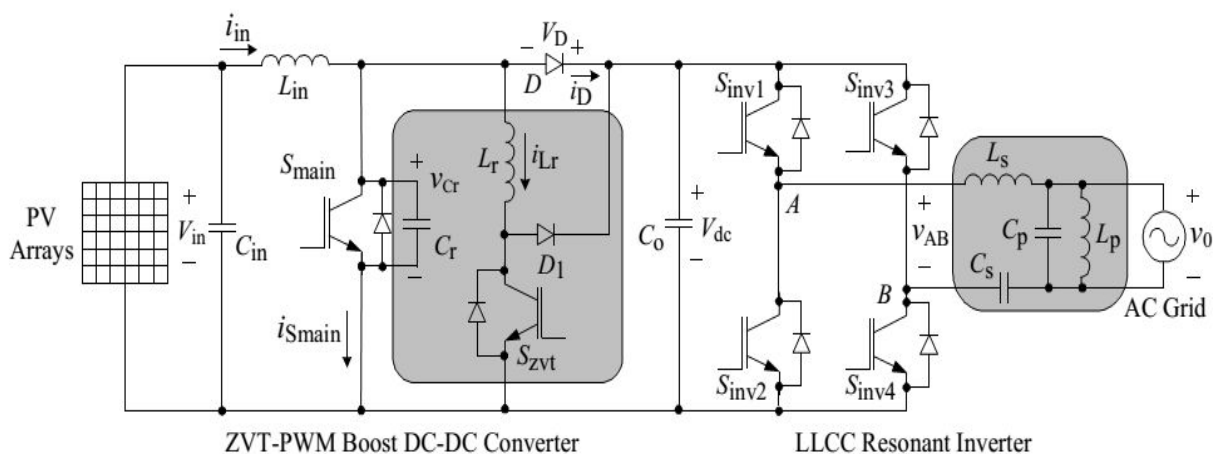 i_in
L_in
− V_D +
D
i_D
S_main
i_Smain
+
v_Cr
−
C_r
L_r
i_Lr
D_1
S_zvt
PV
Arrays
+
V_in
−
C_in
C_o
+
V_dc
−
S_inv1
S_inv3
S_inv2
S_inv4
A
B
+
v_AB
−
L_s
C_p
L_p
C_s
+
v_0
−
AC Grid
ZVT-PWM Boost DC-DC Converter
LLCC Resonant Inverter